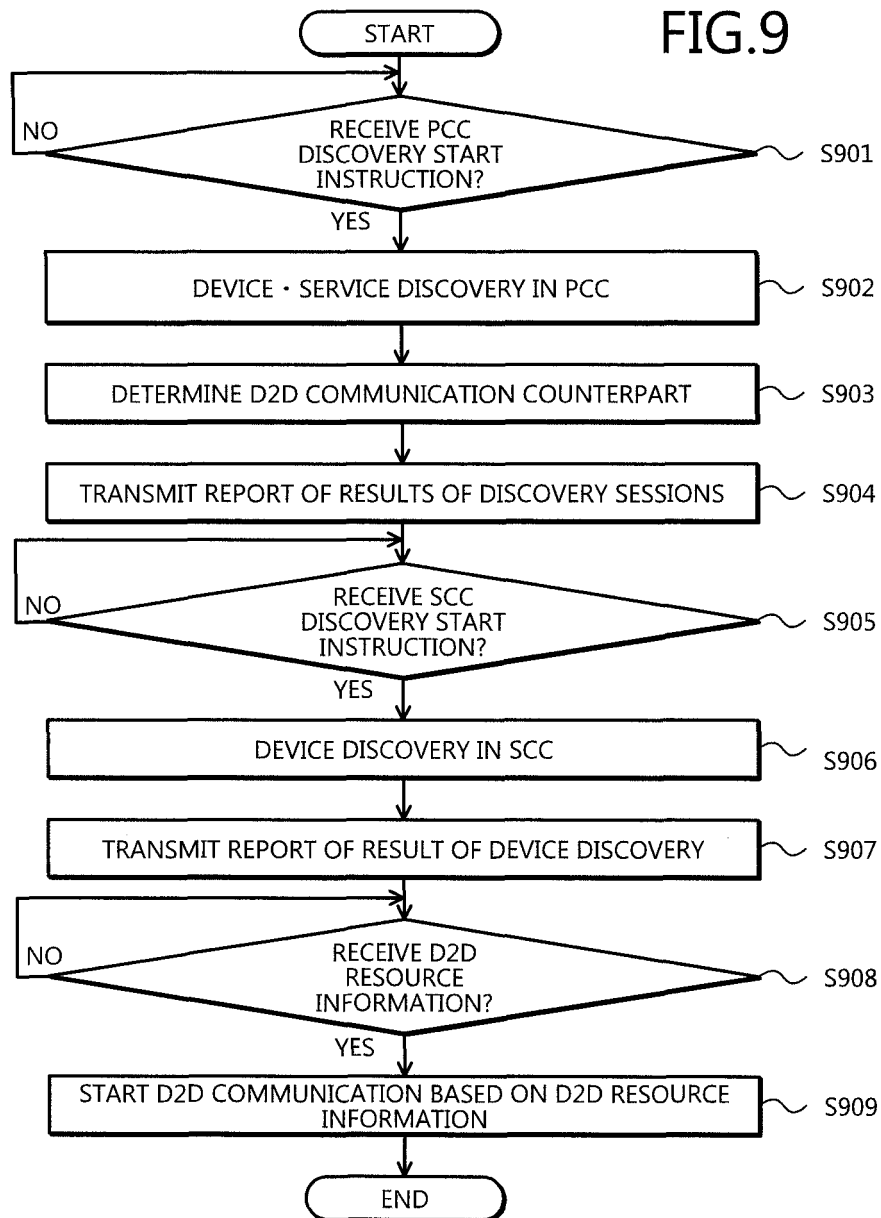 FIG.9
START
NO
RECEIVE PCC
DISCOVERY START
INSTRUCTION?
S901
YES
DEVICE・SERVICE DISCOVERY IN PCC
S902
DETERMINE D2D COMMUNICATION COUNTERPART
S903
TRANSMIT REPORT OF RESULTS OF DISCOVERY SESSIONS
S904
NO
RECEIVE SCC
DISCOVERY START
INSTRUCTION?
S905
YES
DEVICE DISCOVERY IN SCC
S906
TRANSMIT REPORT OF RESULT OF DEVICE DISCOVERY
S907
NO
RECEIVE D2D
RESOURCE
INFORMATION?
S908
YES
START D2D COMMUNICATION BASED ON D2D RESOURCE
INFORMATION
S909
END